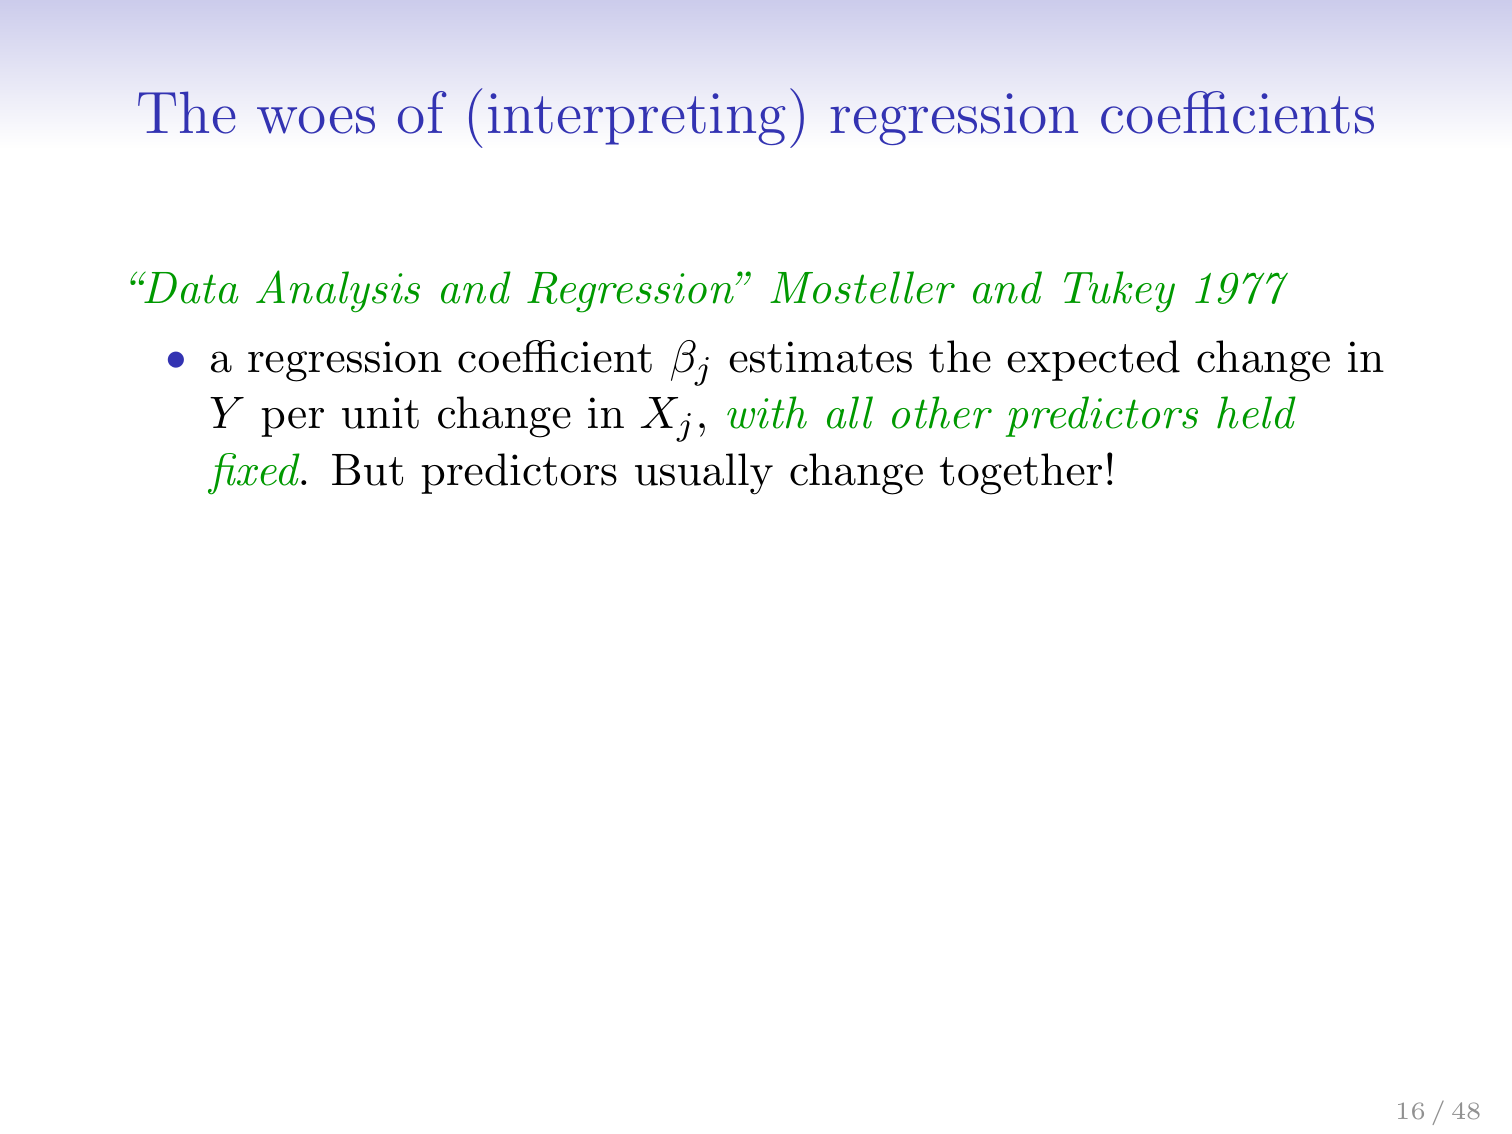 The woes of (interpreting) regression coefficients
“Data Analysis and Regression” Mosteller and Tukey 1977
• a regression coefficient βj estimates the expected change in
Y per unit change in Xj, with all other predictors held
fixed. But predictors usually change together!
16 / 48